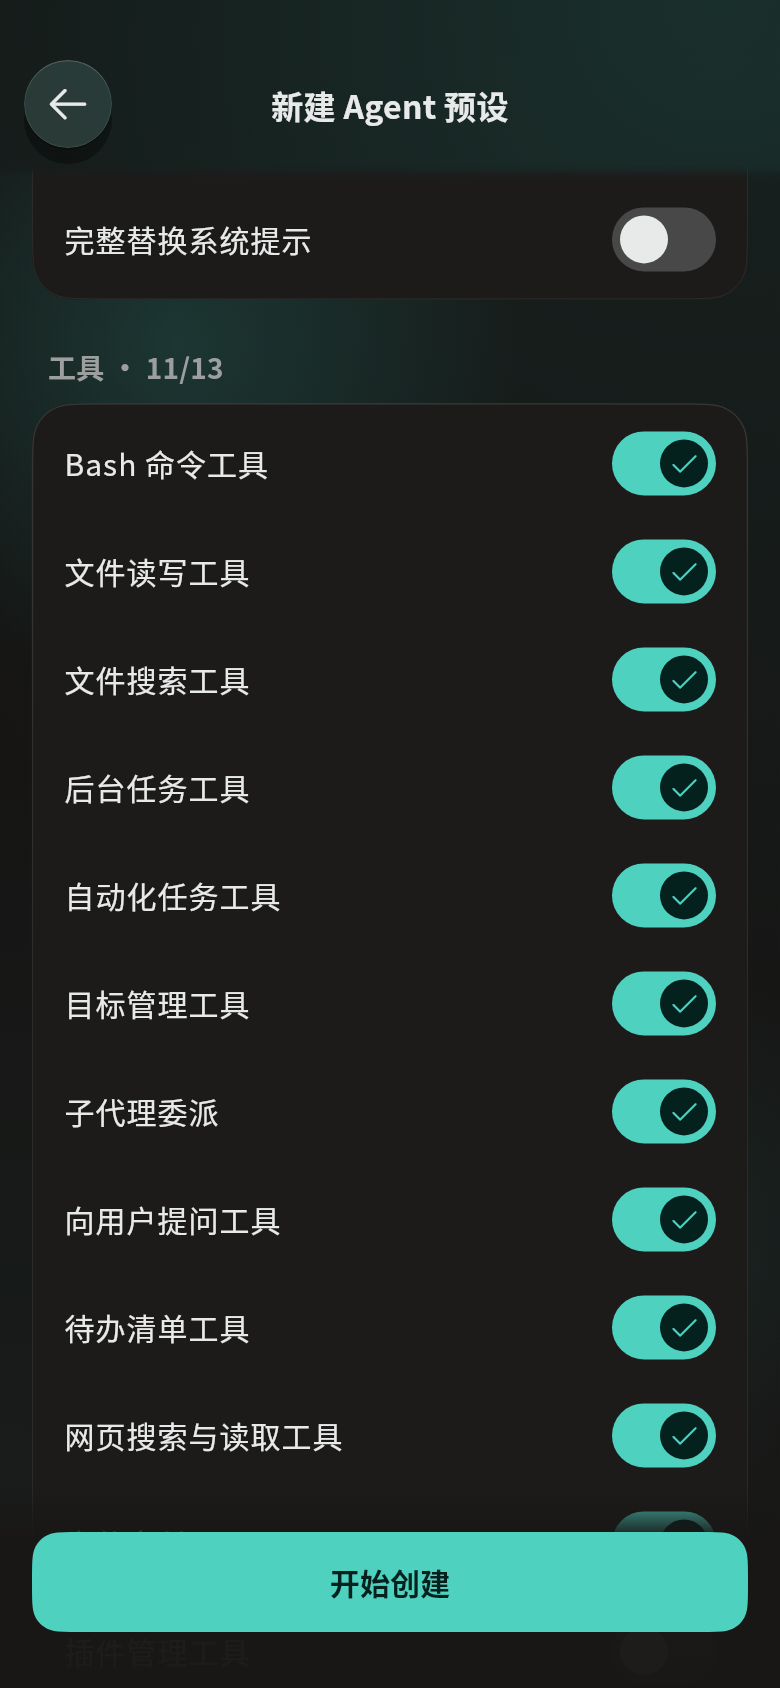 新建 Agent 预设
完整替换系统提示
工具 · 11/13
Bash 命令工具
文件读写工具
文件搜索工具
后台任务工具
自动化任务工具
目标管理工具
子代理委派
向用户提问工具
待办清单工具
网页搜索与读取工具
开始创建
插件管理工具